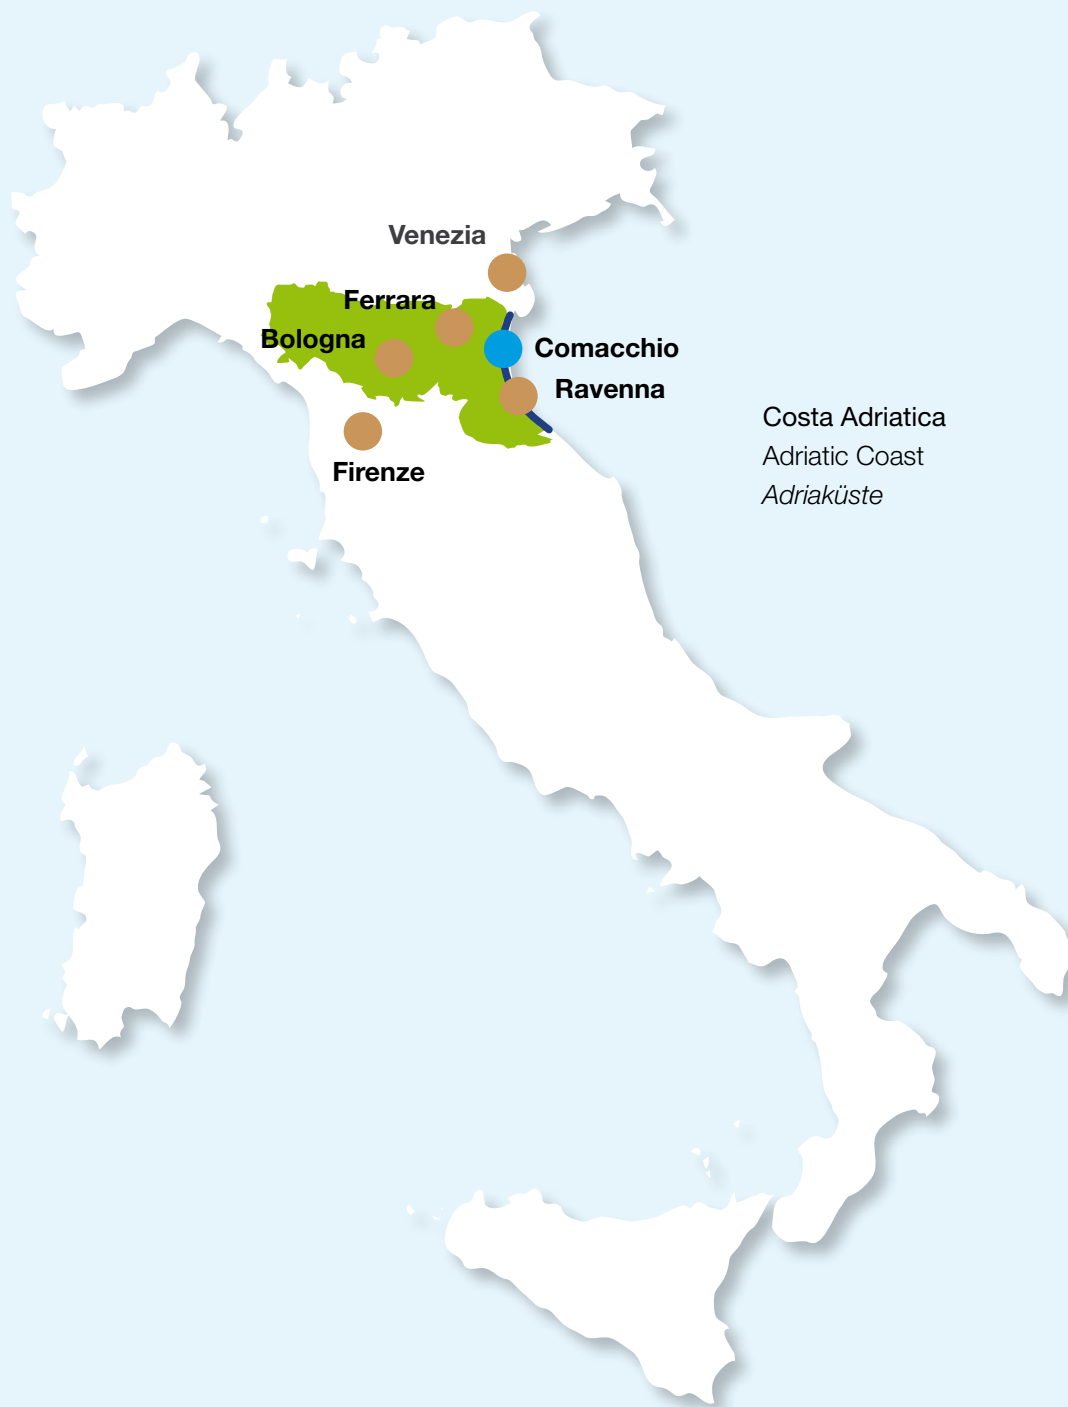 Venezia
Ferrara
Bologna
Comacchio
Ravenna
Firenze
Costa Adriatica
Adriatic Coast
Adriaküste